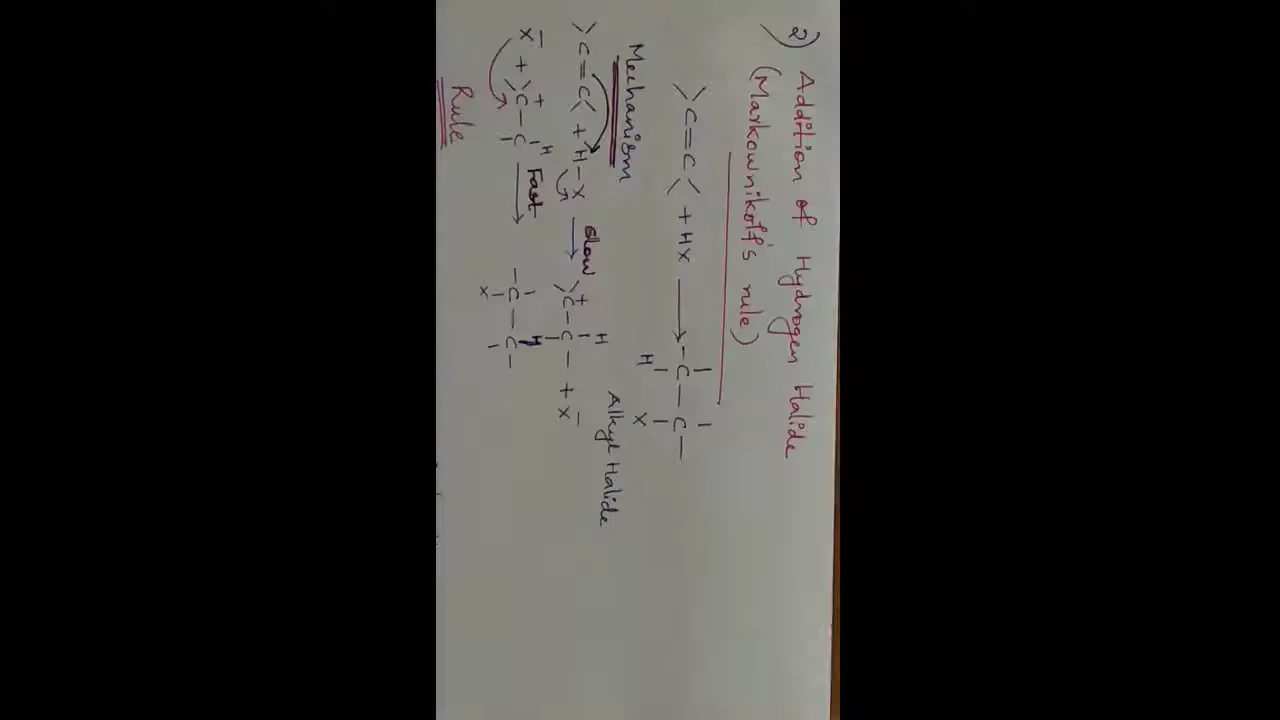 2) Addition of Hydrogen Halide
(Markownikoff's rule)
>C=C< + HX → -C-C-
H X
Alkyl Halide
Mechanism
>C=C< + H-X slow → >C⁺-C- + X⁻
H
X⁻ + >C⁺-C- Fast → -C-C-
H X H
Rule